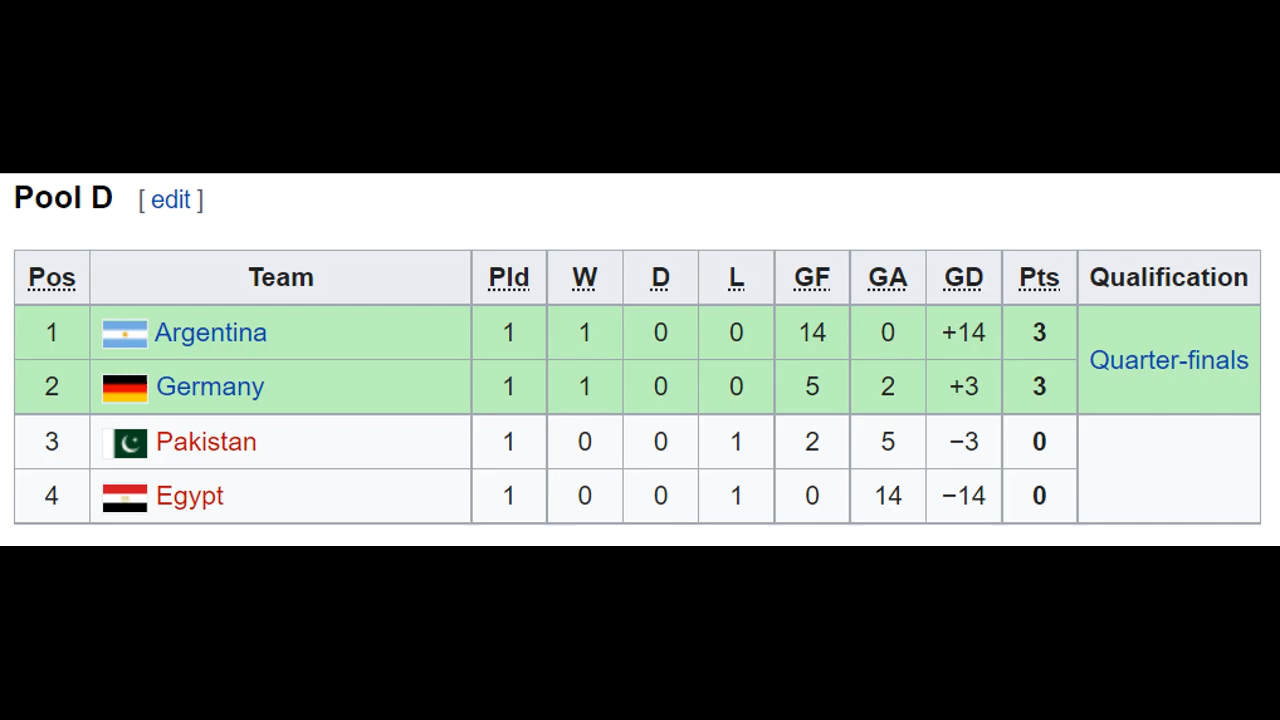 Pool D [ edit ]
Pos Team Pld W D L GF GA GD Pts Qualification
1 Argentina 1 1 0 0 14 0 +14 3 Quarter-finals
2 Germany 1 1 0 0 5 2 +3 3
3 Pakistan 1 0 0 1 2 5 −3 0
4 Egypt 1 0 0 1 0 14 −14 0